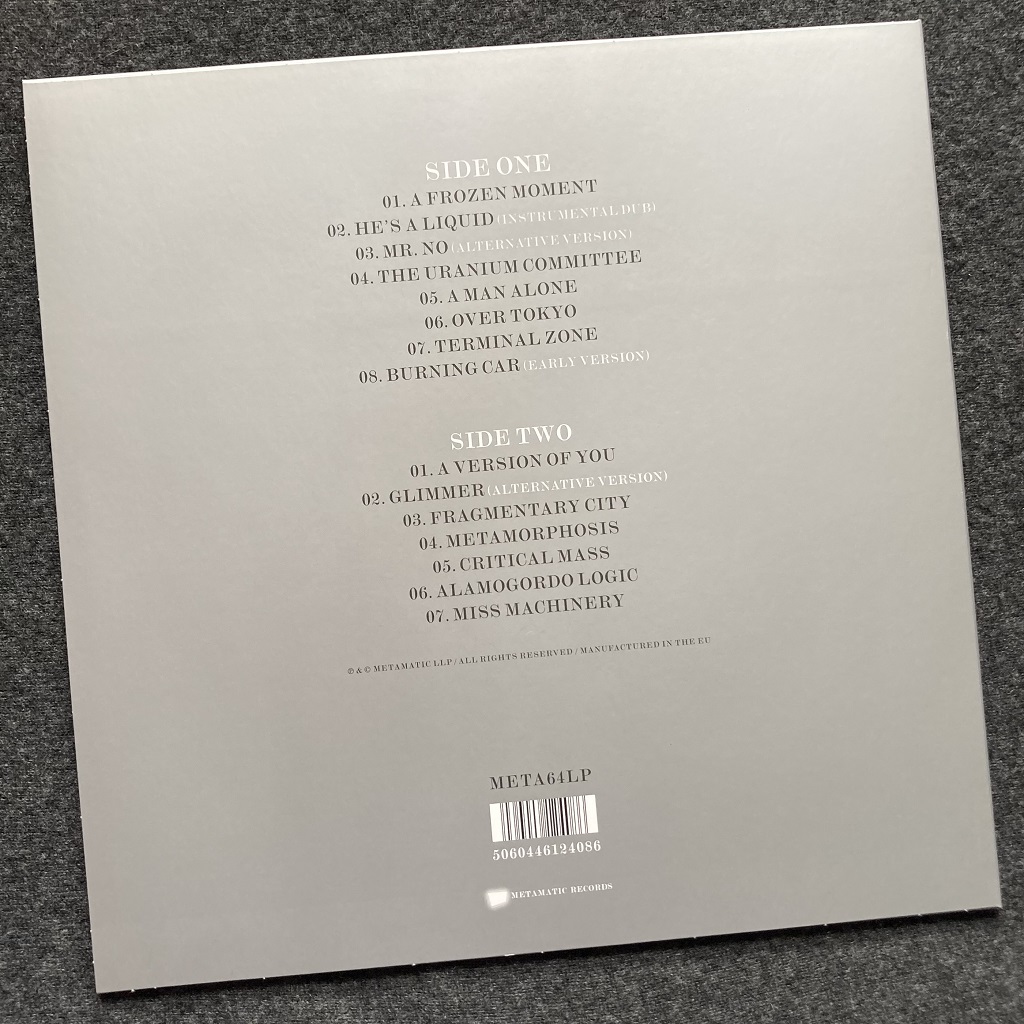 SIDE ONE
01. A FROZEN MOMENT
02. HE'S A LIQUID (INSTRUMENTAL DUB)
03. MR. NO (ALTERNATIVE VERSION)
04. THE URANIUM COMMITTEE
05. A MAN ALONE
06. OVER TOKYO
07. TERMINAL ZONE
08. BURNING CAR (EARLY VERSION)
SIDE TWO
01. A VERSION OF YOU
02. GLIMMER (ALTERNATIVE VERSION)
03. FRAGMENTARY CITY
04. METAMORPHOSIS
05. CRITICAL MASS
06. ALAMOGORDO LOGIC
07. MISS MACHINERY
℗ & © METAMATIC LLP / ALL RIGHTS RESERVED / MANUFACTURED IN THE EU
META64LP
5060446124086
METAMATIC RECORDS